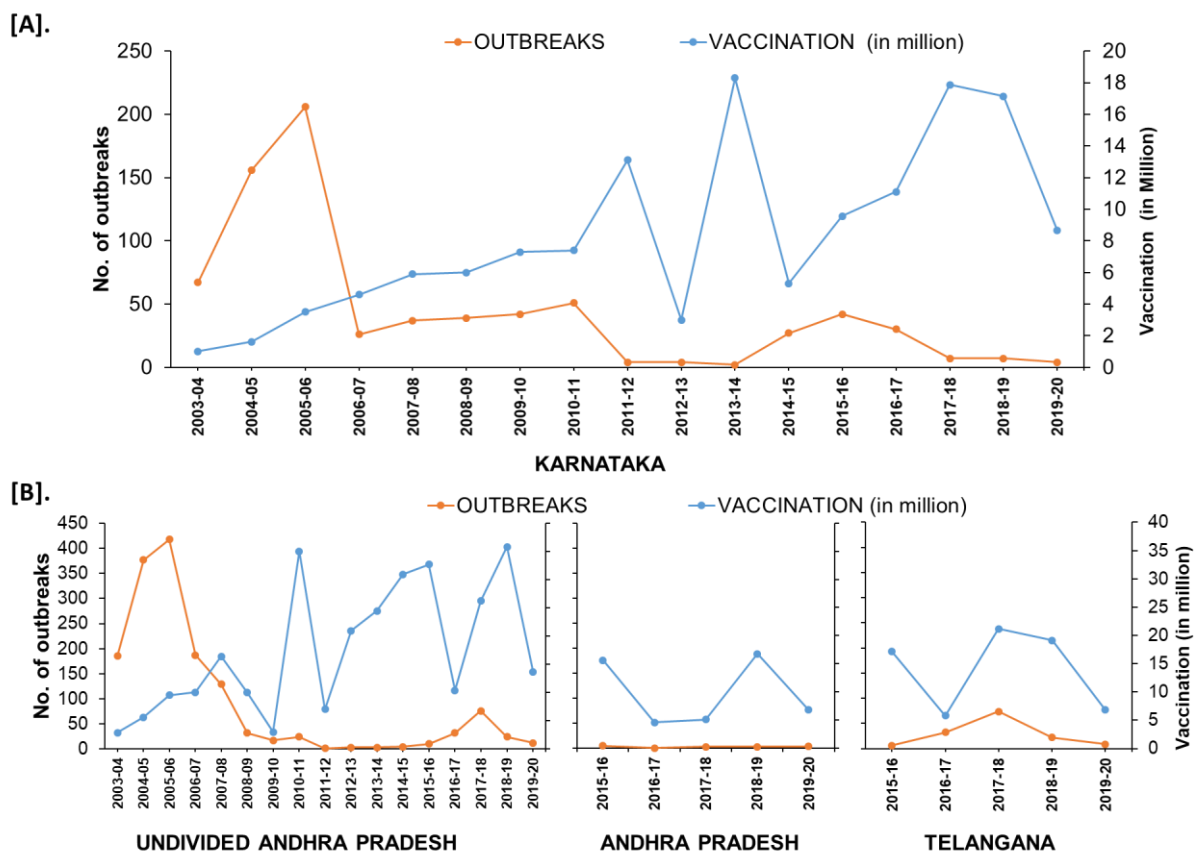 [A].
OUTBREAKS VACCINATION (in million)
250
200
150
100
50
0
No. of outbreaks
20
18
16
14
12
10
8
6
4
2
0
Vaccination (in Million)
2003-04 2004-05 2005-06 2006-07 2007-08 2008-09 2009-10 2010-11 2011-12 2012-13 2013-14 2014-15 2015-16 2016-17 2017-18 2018-19 2019-20
KARNATAKA
[B].
OUTBREAKS VACCINATION (in million)
450
400
350
300
250
200
150
100
50
0
No. of outbreaks
40
35
30
25
20
15
10
5
0
Vaccination (in million)
2003-04 2004-05 2005-06 2006-07 2007-08 2008-09 2009-10 2010-11 2011-12 2012-13 2013-14 2014-15 2015-16 2016-17 2017-18 2018-19 2019-20
2015-16 2016-17 2017-18 2018-19 2019-20
2015-16 2016-17 2017-18 2018-19 2019-20
UNDIVIDED ANDHRA PRADESH ANDHRA PRADESH TELANGANA